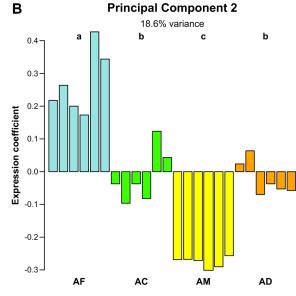 B
Principal Component 2
18.6% variance
a b c b
0.4
0.3
0.2
0.1
0.0
-0.1
-0.2
-0.3
Expression coefficient
AF AC AM AD